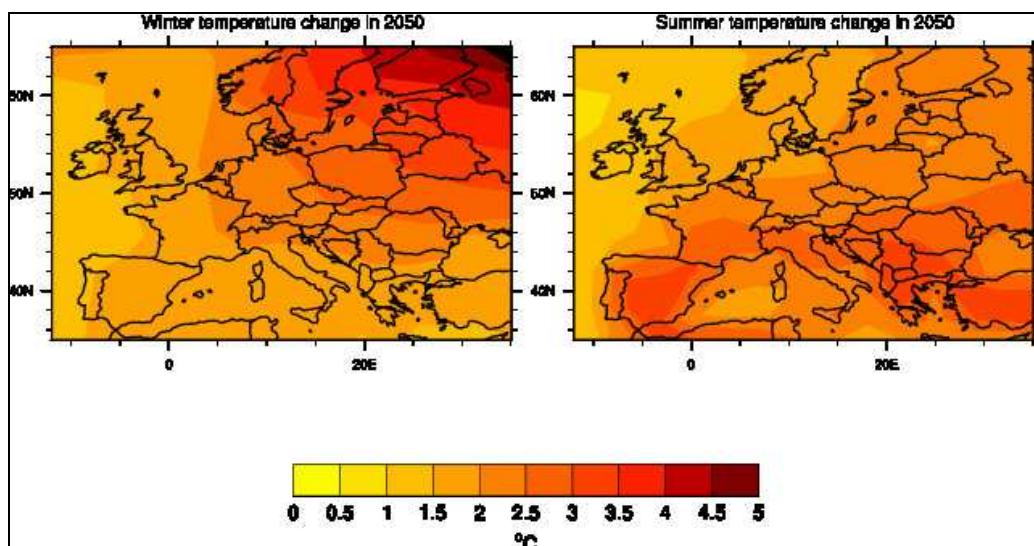 Winter temperature change in 2050
Summer temperature change in 2050
60N
50N
40N
0
20E
60N
50N
40N
0
20E
0 0.5 1 1.5 2 2.5 3 3.5 4 4.5 5
°C